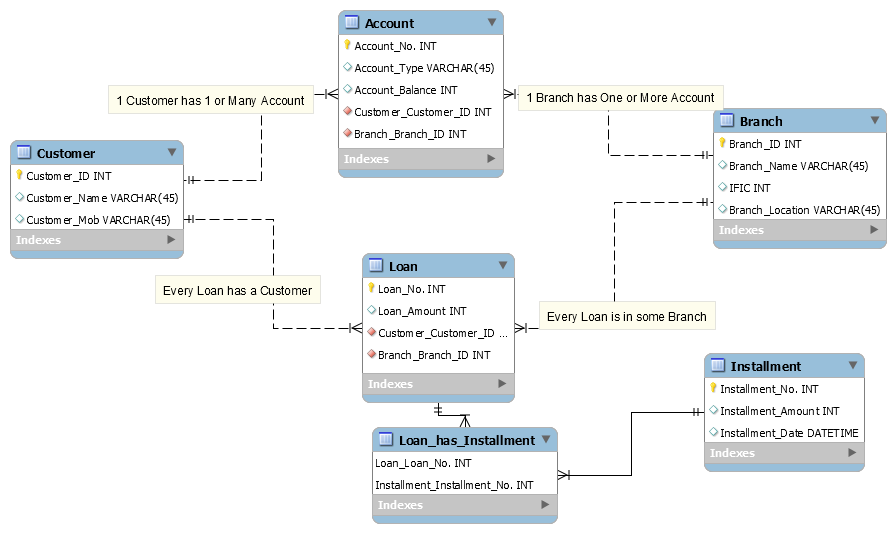 Account
Account_No. INT
Account_Type VARCHAR(45)
Account_Balance INT
Customer_Customer_ID INT
Branch_Branch_ID INT
Indexes
1 Customer has 1 or Many Account
1 Branch has One or More Account
Customer
Customer_ID INT
Customer_Name VARCHAR(45)
Customer_Mob VARCHAR(45)
Indexes
Branch
Branch_ID INT
Branch_Name VARCHAR(45)
IFIC INT
Branch_Location VARCHAR(45)
Indexes
Every Loan has a Customer
Loan
Loan_No. INT
Loan_Amount INT
Customer_Customer_ID ...
Branch_Branch_ID INT
Indexes
Every Loan is in some Branch
Installment
Installment_No. INT
Installment_Amount INT
Installment_Date DATETIME
Indexes
Loan_has_Installment
Loan_Loan_No. INT
Installment_Installment_No. INT
Indexes